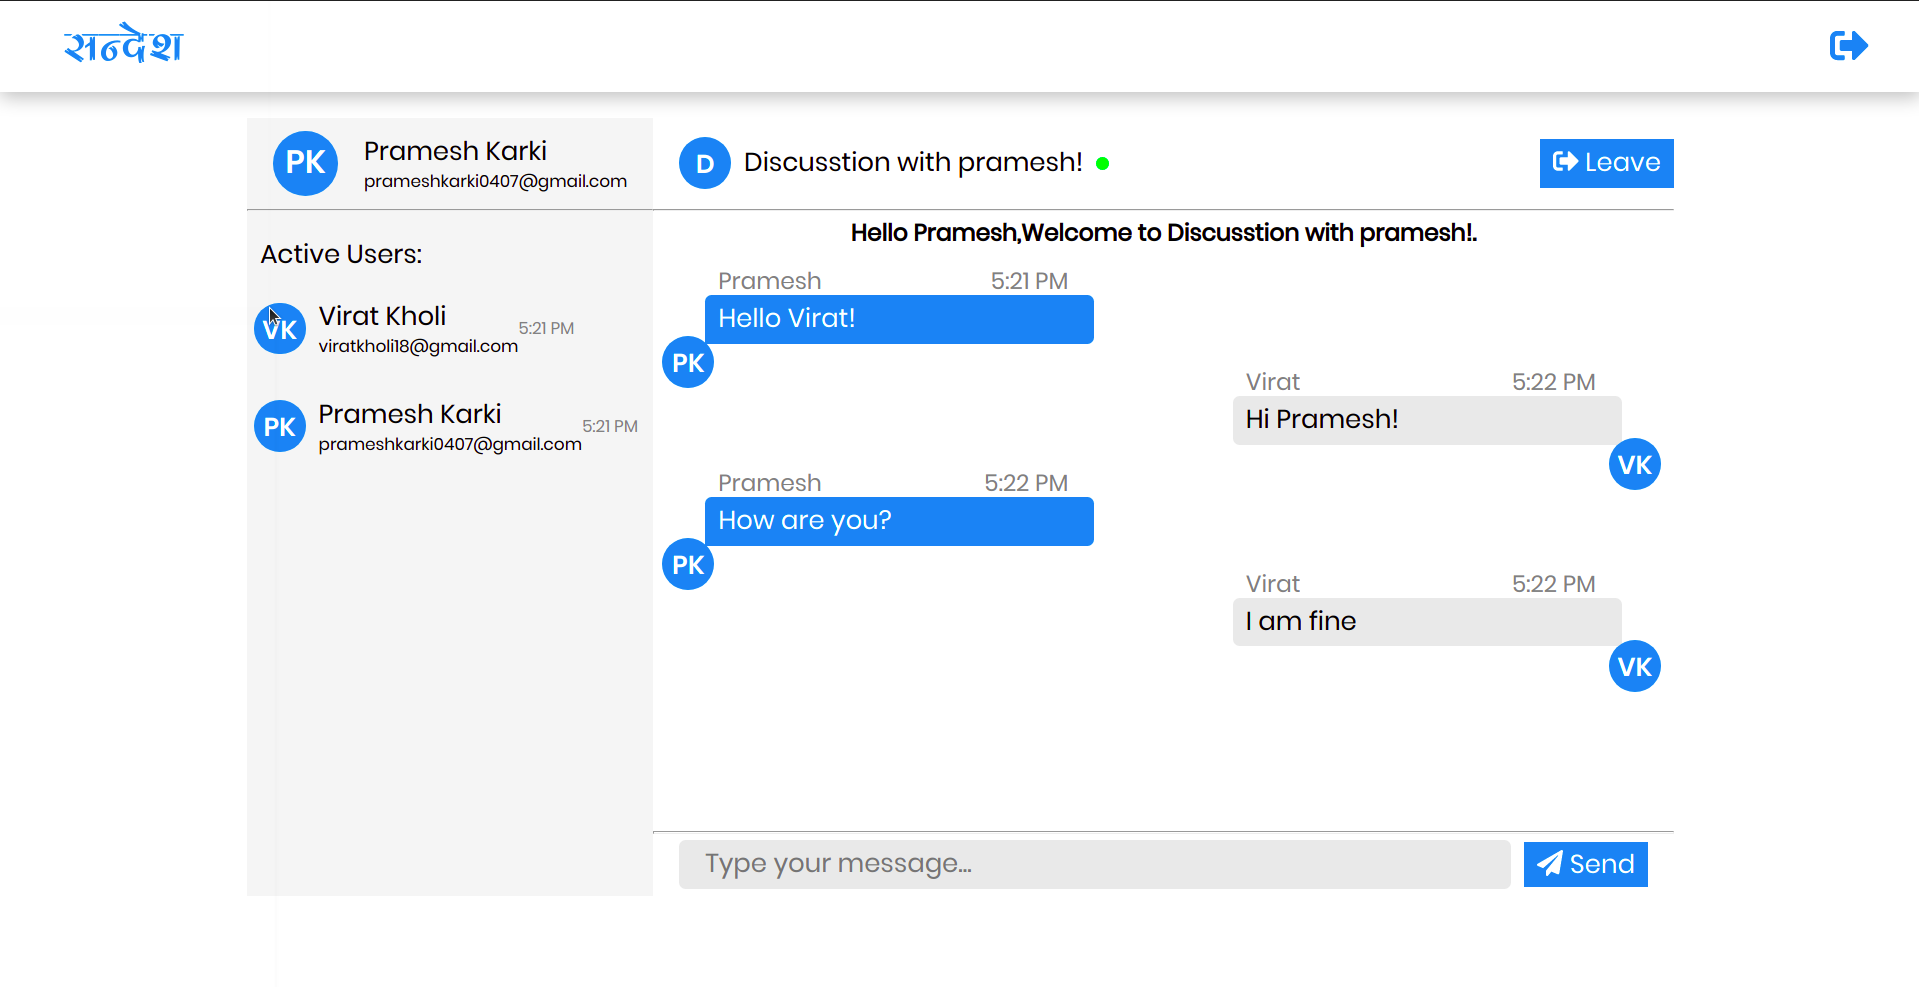 सन्देश
PK
Pramesh Karki
prameshkarki0407@gmail.com
D
Discusstion with pramesh!
Leave
Active Users:
VK
Virat Kholi
viratkholi18@gmail.com
5:21 PM
PK
Pramesh Karki
prameshkarki0407@gmail.com
5:21 PM
Hello Pramesh,Welcome to Discusstion with pramesh!.
Pramesh 5:21 PM
Hello Virat!
PK
Virat 5:22 PM
Hi Pramesh!
VK
Pramesh 5:22 PM
How are you?
PK
Virat 5:22 PM
I am fine
VK
Type your message...
Send